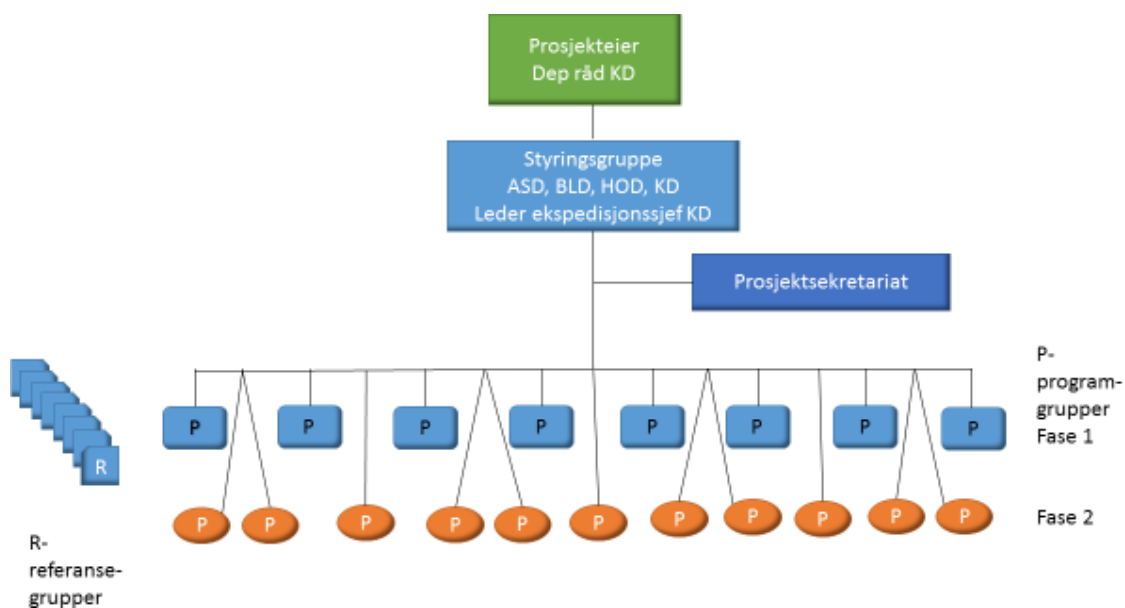 Prosjekteier
Dep råd KD
Styringsgruppe
ASD, BLD, HOD, KD
Leder ekspedisjonssjef KD
Prosjektsekretariat
P-
program-
grupper
Fase 1
P P P P P P P P
R
P P P P P P P P P P P
Fase 2
R-
referanse-
grupper